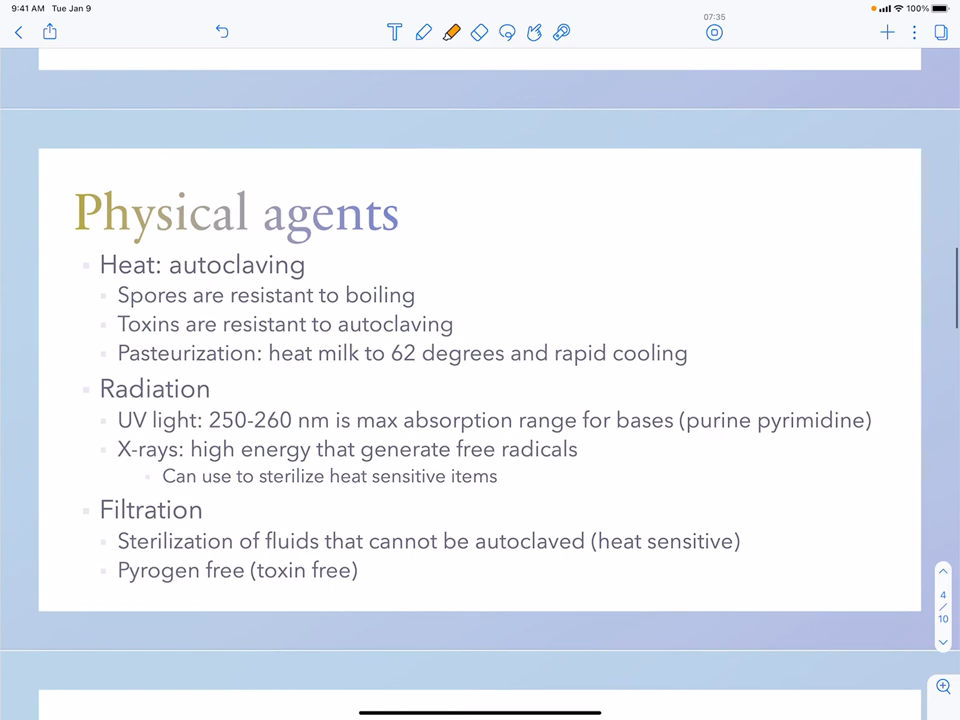 9:41 AM Tue Jan 9
100%
07:35
Physical agents
Heat: autoclaving
Spores are resistant to boiling
Toxins are resistant to autoclaving
Pasteurization: heat milk to 62 degrees and rapid cooling
Radiation
UV light: 250-260 nm is max absorption range for bases (purine pyrimidine)
X-rays: high energy that generate free radicals
Can use to sterilize heat sensitive items
Filtration
Sterilization of fluids that cannot be autoclaved (heat sensitive)
Pyrogen free (toxin free)
4
/
10